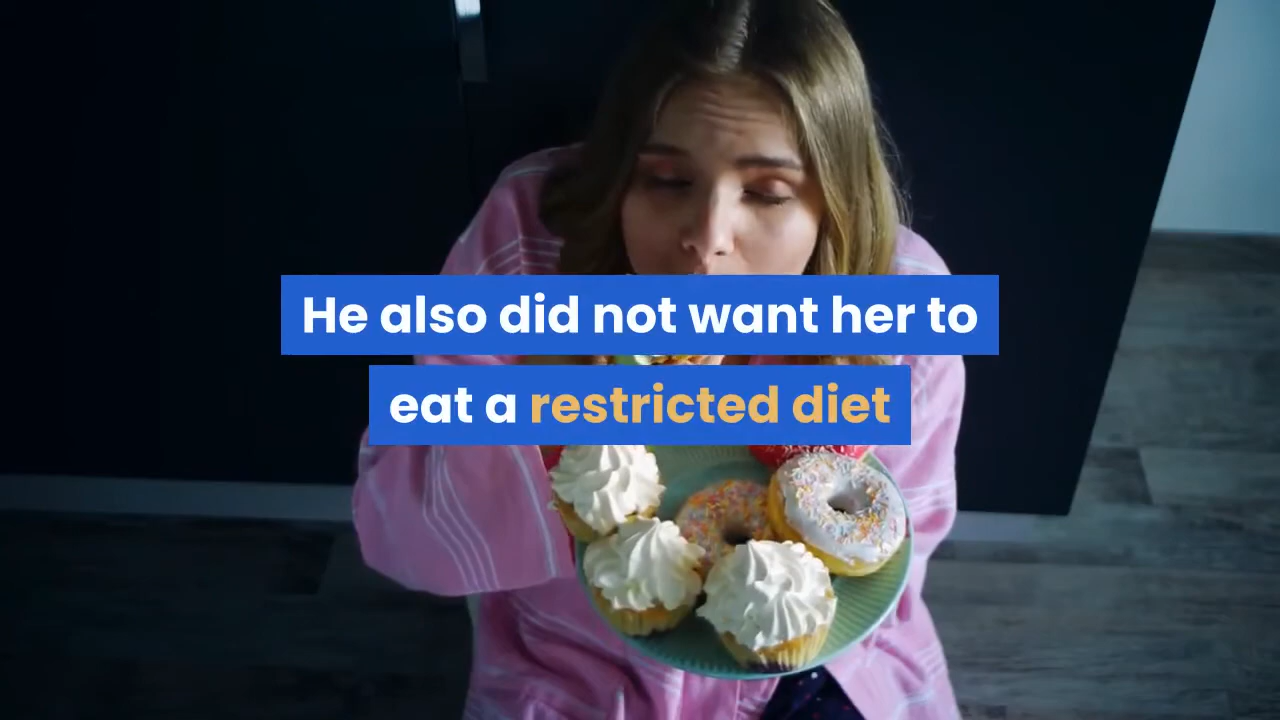 He also did not want her to
eat a restricted diet